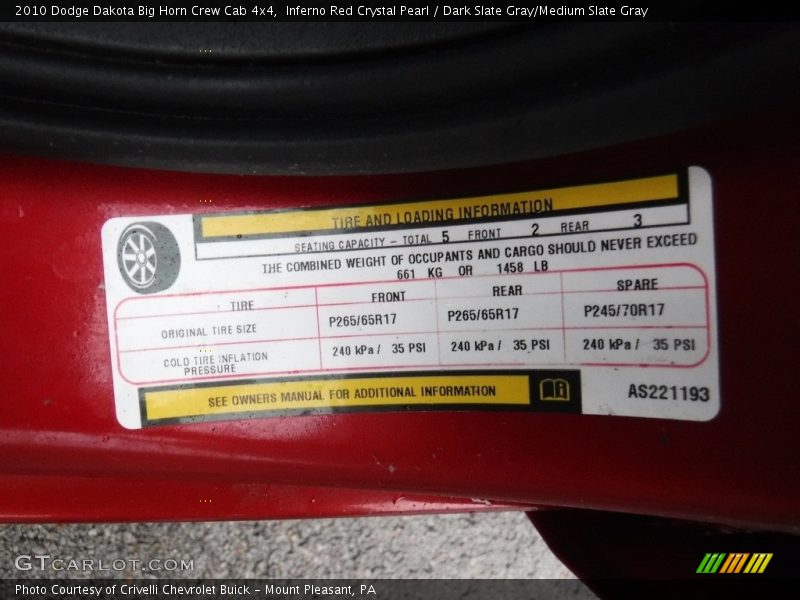 2010 Dodge Dakota Big Horn Crew Cab 4x4,  Inferno Red Crystal Pearl / Dark Slate Gray/Medium Slate Gray
TIRE AND LOADING INFORMATION
SEATING CAPACITY - TOTAL 5 FRONT 2 REAR 3
THE COMBINED WEIGHT OF OCCUPANTS AND CARGO SHOULD NEVER EXCEED
661 KG OR 1458 LB
TIRE FRONT REAR SPARE
ORIGINAL TIRE SIZE P265/65R17 P265/65R17 P245/70R17
COLD TIRE INFLATION PRESSURE 240 kPa / 35 PSI 240 kPa / 35 PSI 240 kPa / 35 PSI
SEE OWNERS MANUAL FOR ADDITIONAL INFORMATION
AS221193
GTCARLOT.COM
Photo Courtesy of Crivelli Chevrolet Buick - Mount Pleasant, PA